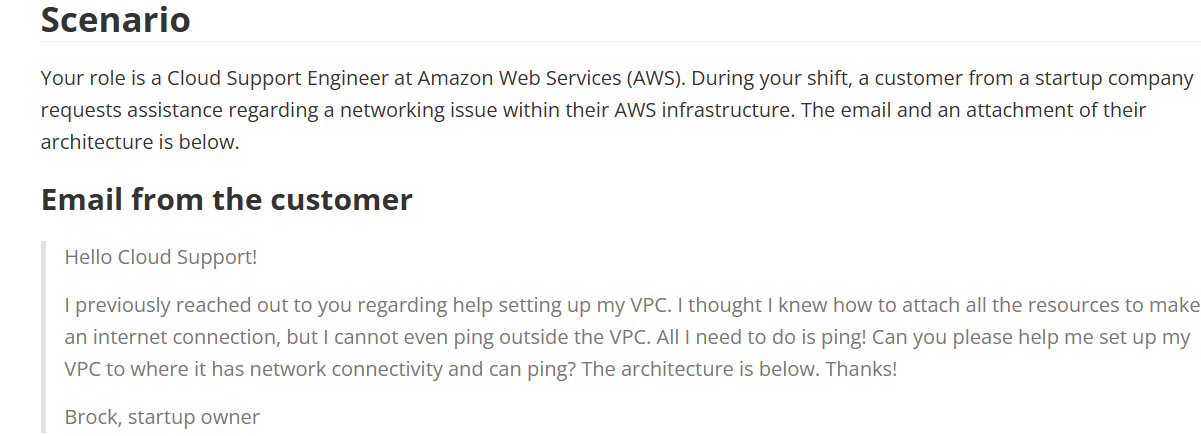 Scenario
Your role is a Cloud Support Engineer at Amazon Web Services (AWS). During your shift, a customer from a startup company
requests assistance regarding a networking issue within their AWS infrastructure. The email and an attachment of their
architecture is below.
Email from the customer
Hello Cloud Support!
I previously reached out to you regarding help setting up my VPC. I thought I knew how to attach all the resources to make
an internet connection, but I cannot even ping outside the VPC. All I need to do is ping! Can you please help me set up my
VPC to where it has network connectivity and can ping? The architecture is below. Thanks!
Brock, startup owner